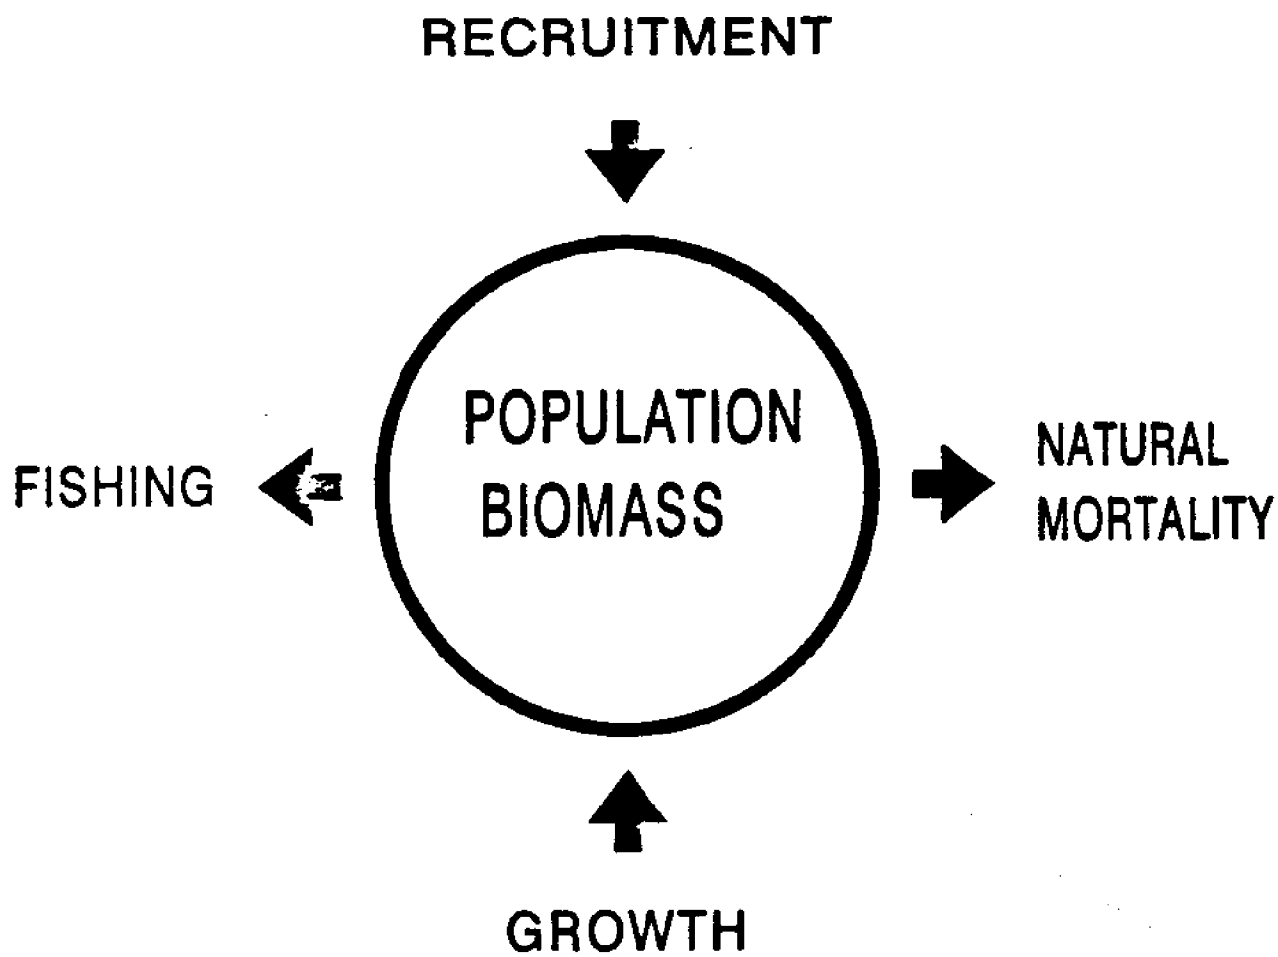 RECRUITMENT
POPULATION
BIOMASS
FISHING
NATURAL
MORTALITY
GROWTH